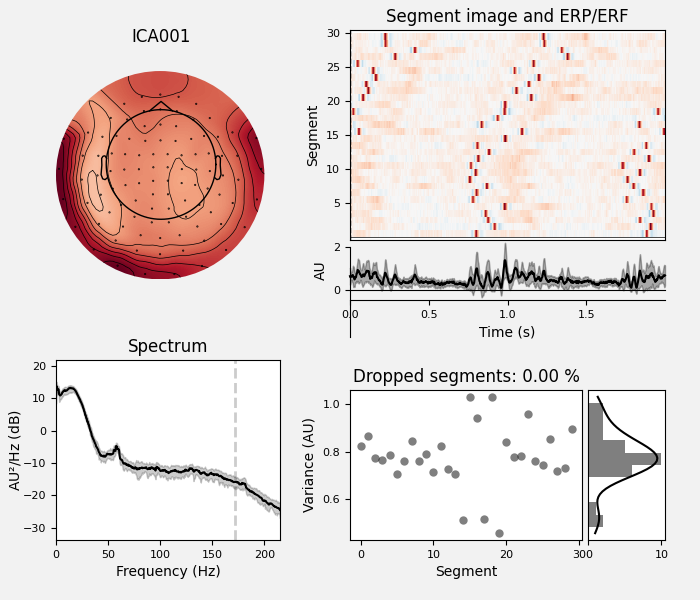 ICA001
Segment image and ERP/ERF
Segment
30
25
20
15
10
5
AU
2
0
0.0 0.5 1.0 1.5
Time (s)
Spectrum
AU²/Hz (dB)
20
10
0
−10
−20
−30
0 50 100 150 200
Frequency (Hz)
Dropped segments: 0.00 %
Variance (AU)
1.0
0.8
0.6
0 10 20 30
Segment
0 10